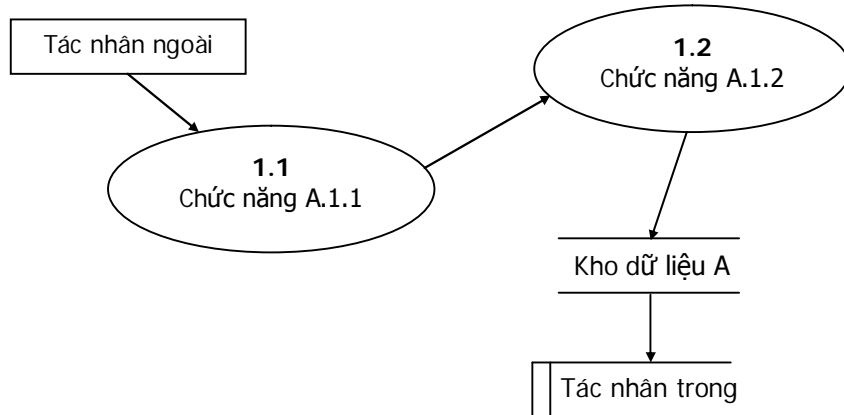 Tác nhân ngoài
1.2
Chức năng A.1.2
1.1
Chức năng A.1.1
Kho dữ liệu A
Tác nhân trong